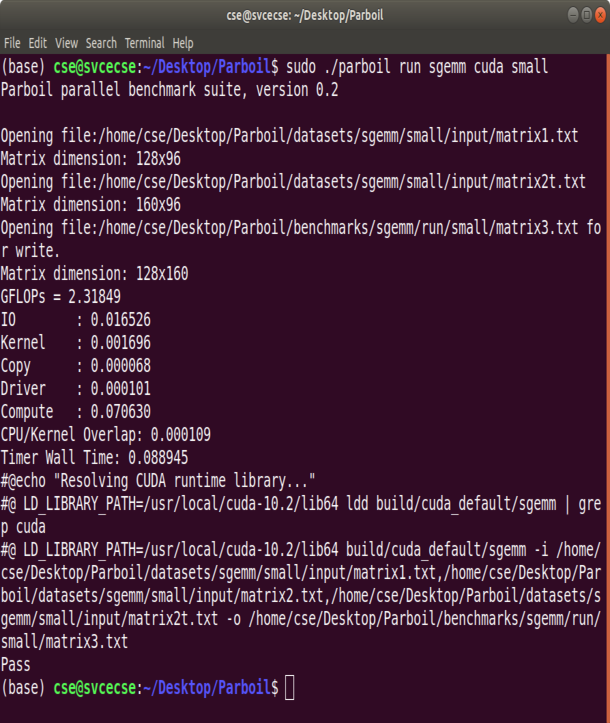 cse@svcecse: ~/Desktop/Parboil
File Edit View Search Terminal Help
(base) cse@svcecse:~/Desktop/Parboil$ sudo ./parboil run sgemm cuda small
Parboil parallel benchmark suite, version 0.2
Opening file:/home/cse/Desktop/Parboil/datasets/sgemm/small/input/matrix1.txt
Matrix dimension: 128x96
Opening file:/home/cse/Desktop/Parboil/datasets/sgemm/small/input/matrix2t.txt
Matrix dimension: 160x96
Opening file:/home/cse/Desktop/Parboil/benchmarks/sgemm/run/small/matrix3.txt fo
r write.
Matrix dimension: 128x160
GFLOPs = 2.31849
IO        : 0.016526
Kernel    : 0.001696
Copy      : 0.000068
Driver    : 0.000101
Compute   : 0.070630
CPU/Kernel Overlap: 0.000109
Timer Wall Time: 0.088945
#@echo "Resolving CUDA runtime library..."
#@ LD_LIBRARY_PATH=/usr/local/cuda-10.2/lib64 ldd build/cuda_default/sgemm | gre
p cuda
#@ LD_LIBRARY_PATH=/usr/local/cuda-10.2/lib64 build/cuda_default/sgemm -i /home/
cse/Desktop/Parboil/datasets/sgemm/small/input/matrix1.txt,/home/cse/Desktop/Par
boil/datasets/sgemm/small/input/matrix2.txt,/home/cse/Desktop/Parboil/datasets/s
gemm/small/input/matrix2t.txt -o /home/cse/Desktop/Parboil/benchmarks/sgemm/run/
small/matrix3.txt
Pass
(base) cse@svcecse:~/Desktop/Parboil$